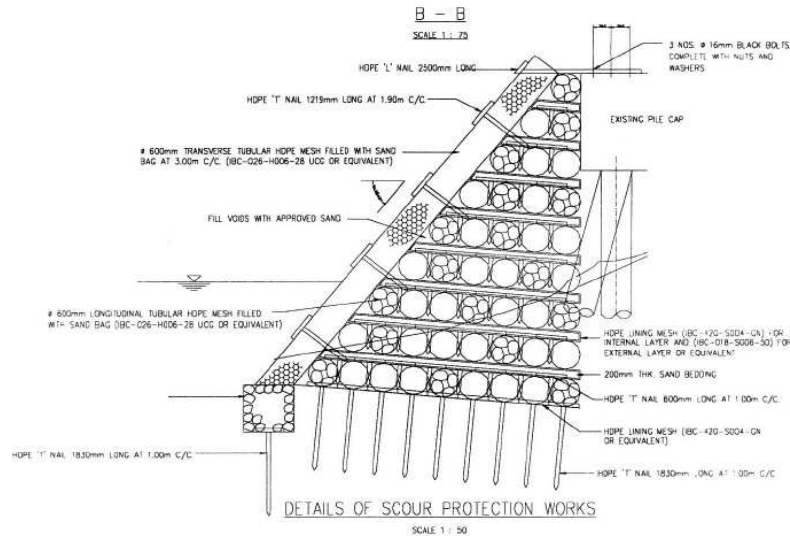 B - B
SCALE 1 : 75
3 NOS. ø 16mm BLACK BOLTS
COMPLETE WITH NUTS AND
WASHERS
HDPE 'L' NAIL 2500mm LONG
HDPE 'T' NAIL 1219mm LONG AT 1.90m C/C.
EXISTING PILE CAP
ø 600mm TRANSVERSE TUBULAR HDPE MESH FILLED WITH SAND
BAG AT 3.00m C/C. (IBC-026-H006-28 UCG OR EQUIVALENT)
FILL VOIDS WITH APPROVED SAND
ø 600mm LONGITUDINAL TUBULAR HDPE MESH FILLED
WITH SAND BAG (IBC-026-H006-28 UCG OR EQUIVALENT)
HDPE LINING MESH (IBC-420-S004-GN) FOR
INTERNAL LAYER AND (IBC-018-S006-50) FOR
EXTERNAL LAYER OR EQUIVALENT
200mm THK. SAND BEDDING
HDPE 'T' NAIL 600mm LONG AT 1.00m C/C
HDPE LINING MESH (IBC-420-S004-GN
OR EQUIVALENT)
HDPE 'T' NAIL 1830mm LONG AT 1.00m C/C
HDPE 'T' NAIL 1830mm LONG AT 1.00m C/C
DETAILS OF SCOUR PROTECTION WORKS
SCALE 1 : 50